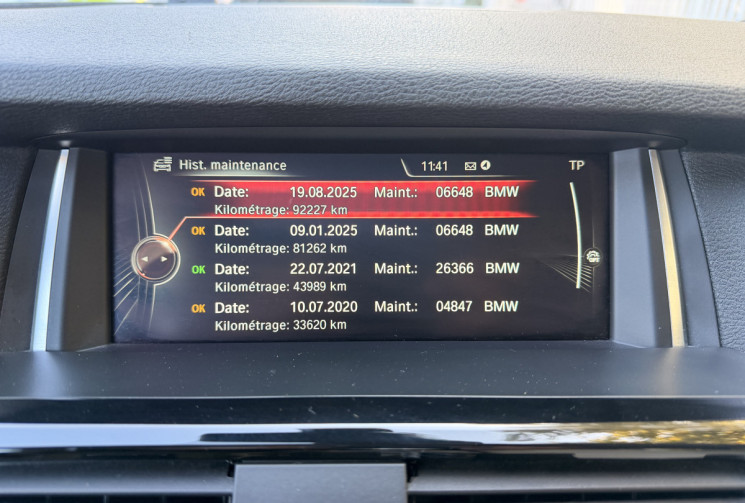 Hist. maintenance 11:41 TP
OK Date: 19.08.2025 Maint.: 06648 BMW
Kilométrage: 92227 km
OK Date: 09.01.2025 Maint.: 06648 BMW
Kilométrage: 81262 km
OK Date: 22.07.2021 Maint.: 26366 BMW
Kilométrage: 43989 km
OK Date: 10.07.2020 Maint.: 04847 BMW
Kilométrage: 33620 km